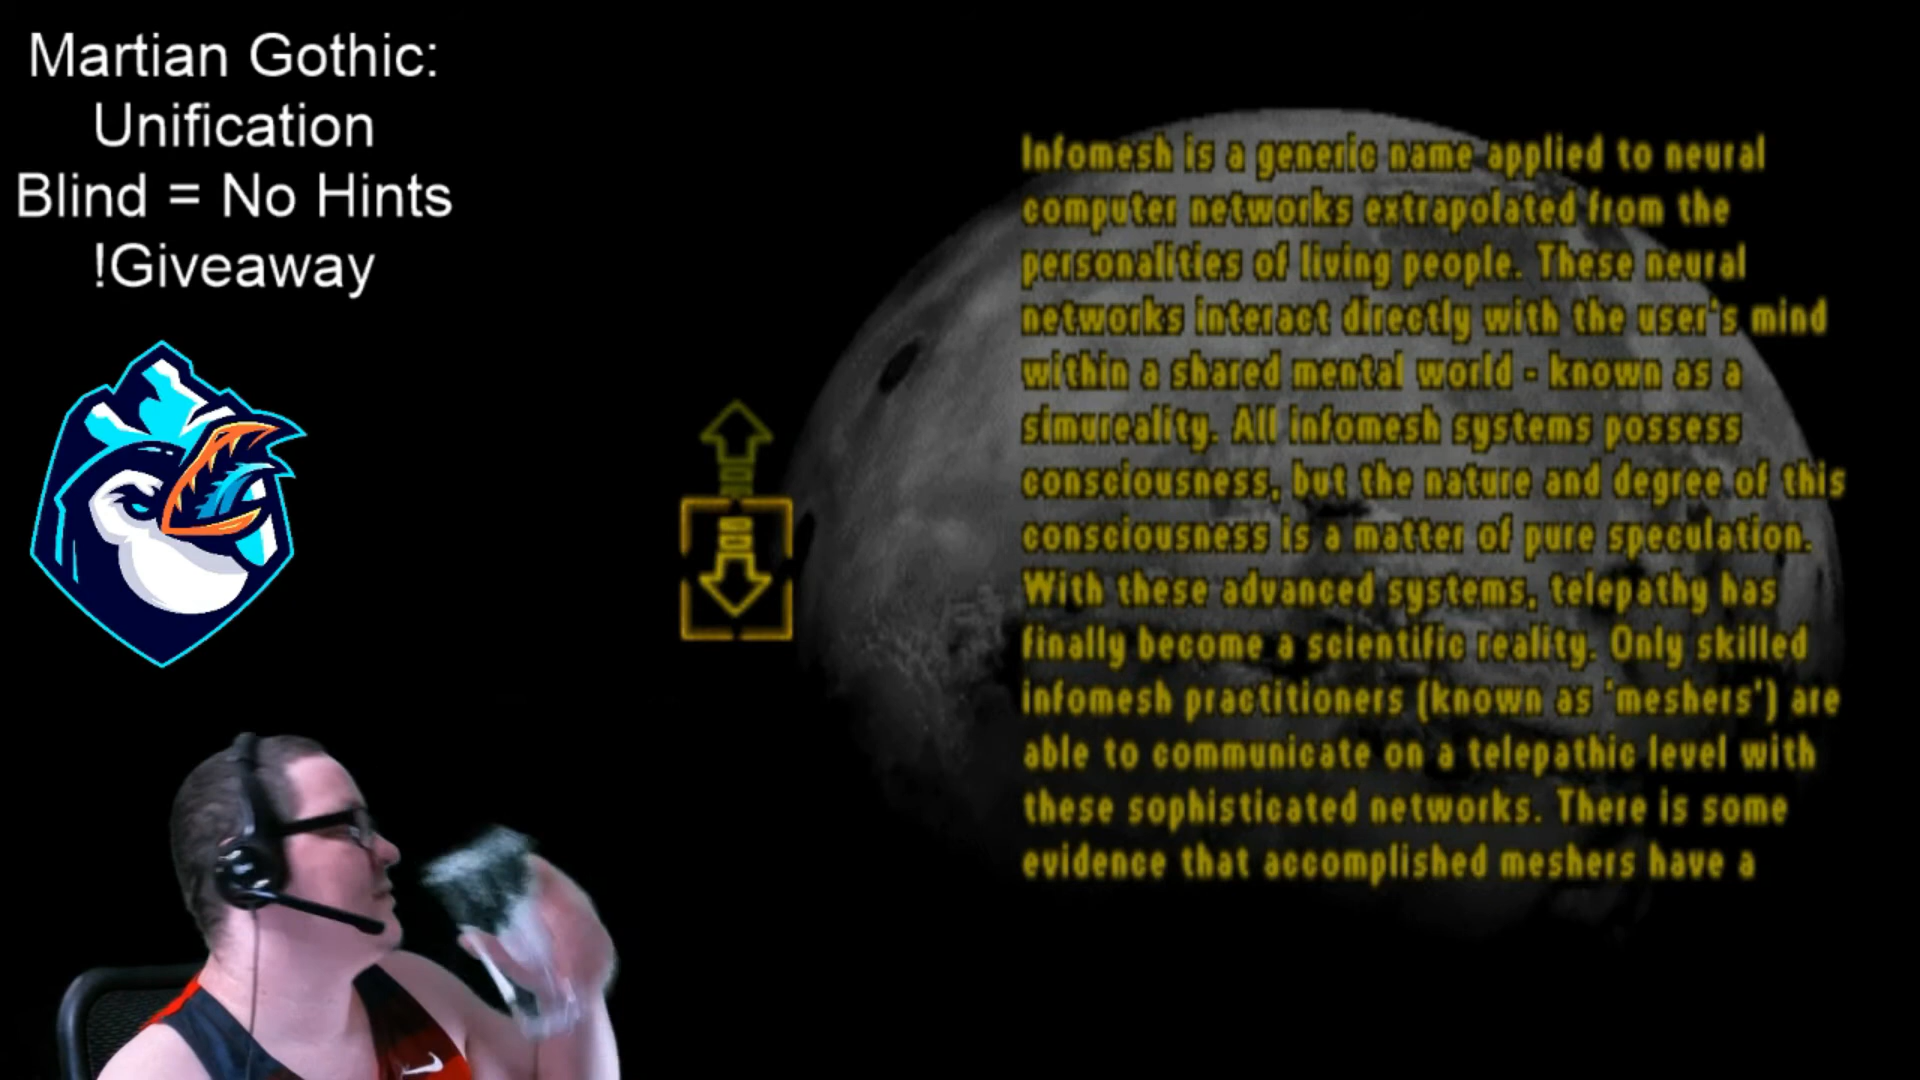 Martian Gothic:
Unification
Blind = No Hints
!Giveaway
Infomesh is a generic name applied to neural
computer networks extrapolated from the
personalities of living people. These neural
networks interact directly with the user's mind
within a shared mental world - known as a
simureality. All infomesh systems possess
consciousness, but the nature and degree of this
consciousness is a matter of pure speculation.
With these advanced systems, telepathy has
finally become a scientific reality. Only skilled
infomesh practitioners (known as 'meshers') are
able to communicate on a telepathic level with
these sophisticated networks. There is some
evidence that accomplished meshers have a